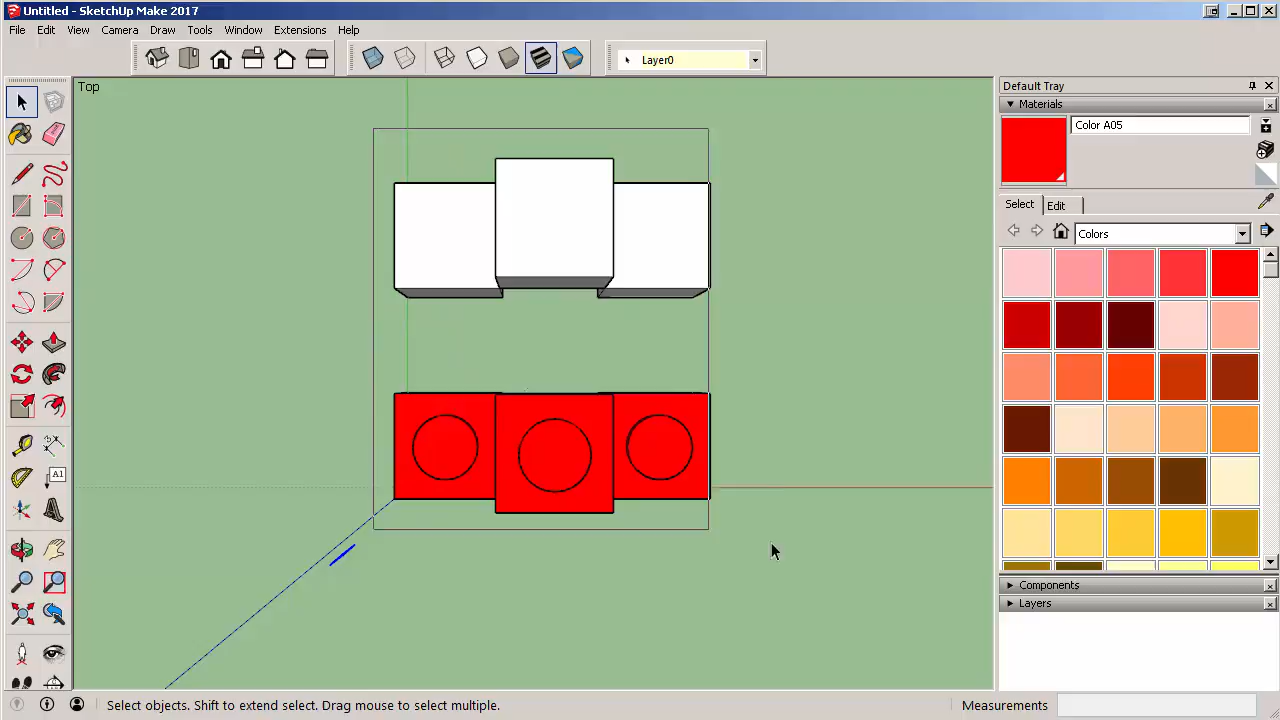 Untitled - SketchUp Make 2017
File Edit View Camera Draw Tools Window Extensions Help
Layer0
Top
Default Tray
Materials
Color A05
Select Edit
Colors
A1
Components
Layers
Select objects. Shift to extend select. Drag mouse to select multiple.
Measurements